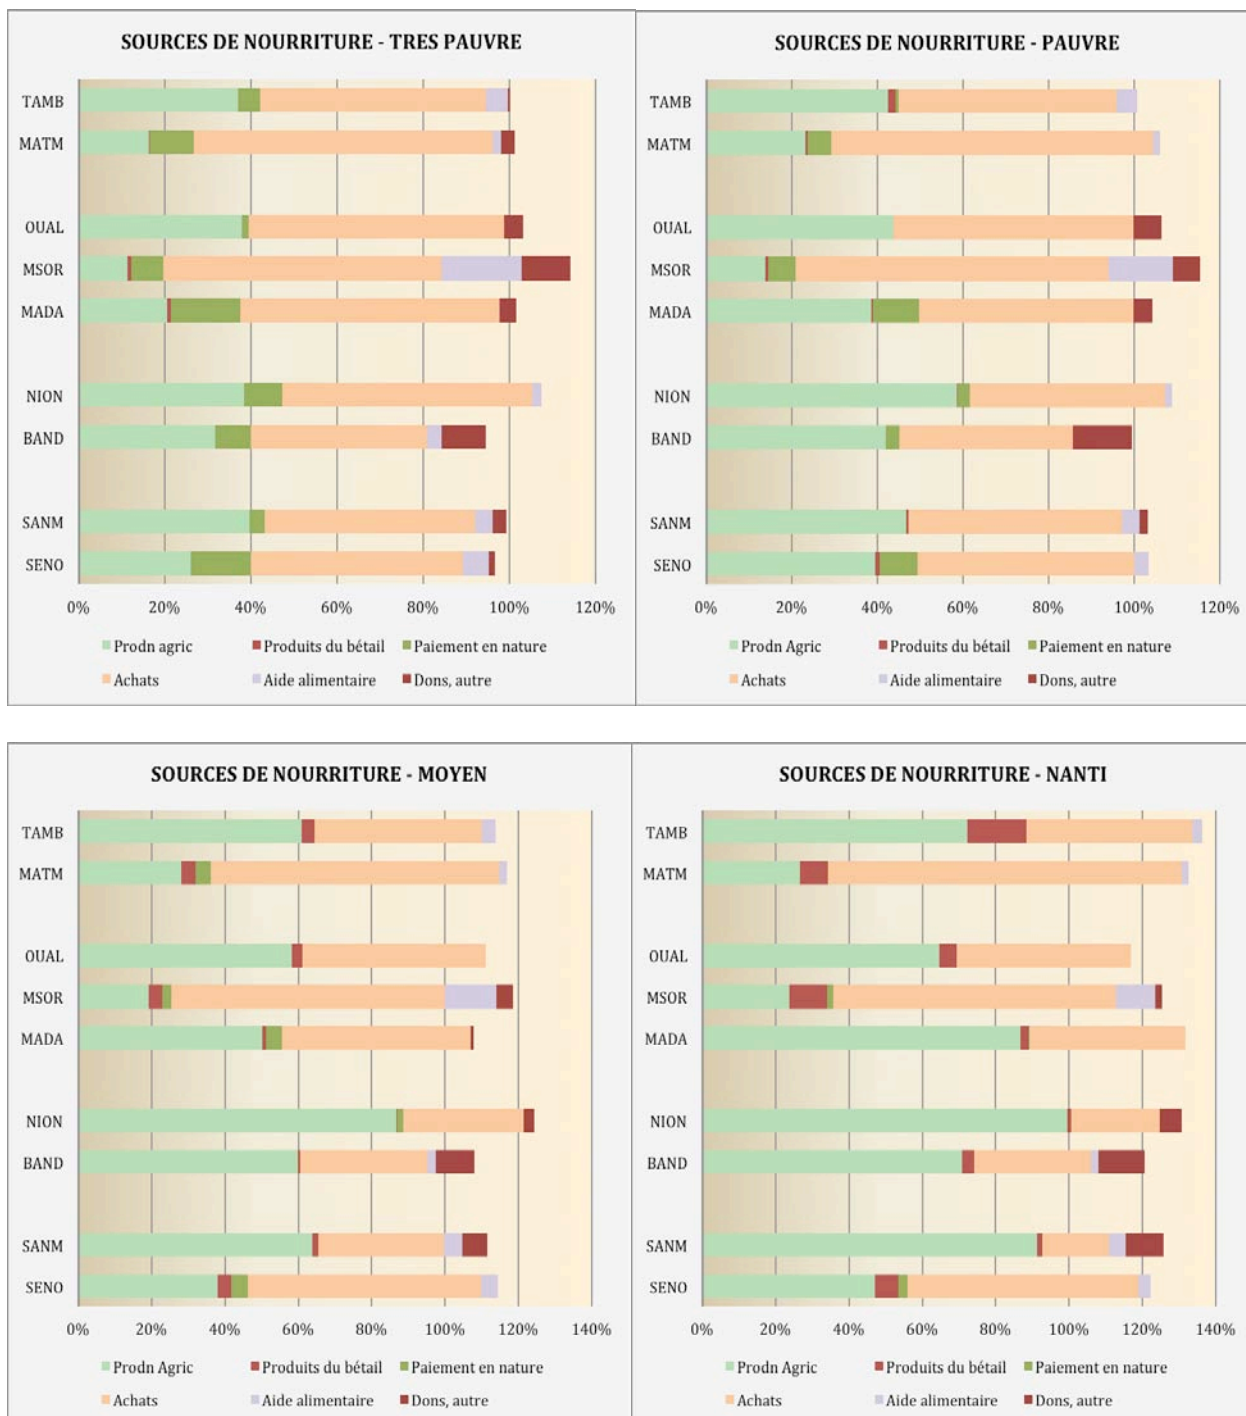 SOURCES DE NOURRITURE - TRES PAUVRE
TAMB
MATM
OUAL
MSOR
MADA
NION
BAND
SANM
SENO
0% 20% 40% 60% 80% 100% 120%
Prodn agric Produits du bétail Paiement en nature
Achats Aide alimentaire Dons, autre
SOURCES DE NOURRITURE - PAUVRE
TAMB
MATM
OUAL
MSOR
MADA
NION
BAND
SANM
SENO
0% 20% 40% 60% 80% 100% 120%
Prodn Agric Produits du bétail Paiement en nature
Achats Aide alimentaire Dons, autre
SOURCES DE NOURRITURE - MOYEN
TAMB
MATM
OUAL
MSOR
MADA
NION
BAND
SANM
SENO
0% 20% 40% 60% 80% 100% 120% 140%
Prodn Agric Produits du bétail Paiement en nature
Achats Aide alimentaire Dons, autre
SOURCES DE NOURRITURE - NANTI
TAMB
MATM
OUAL
MSOR
MADA
NION
BAND
SANM
SENO
0% 20% 40% 60% 80% 100% 120% 140%
Prodn Agric Produits du bétail Paiement en nature
Achats Aide alimentaire Dons, autre